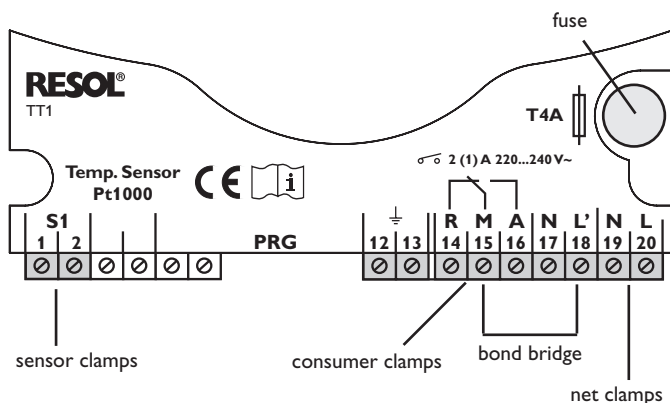 fuse
RESOL®
TT1
T4A
2 (1) A 220...240 V~
Temp. Sensor
Pt1000
CE i
S1 R M A N L' N L
1 2 PRG 12 13 14 15 16 17 18 19 20
sensor clamps
consumer clamps
bond bridge
net clamps